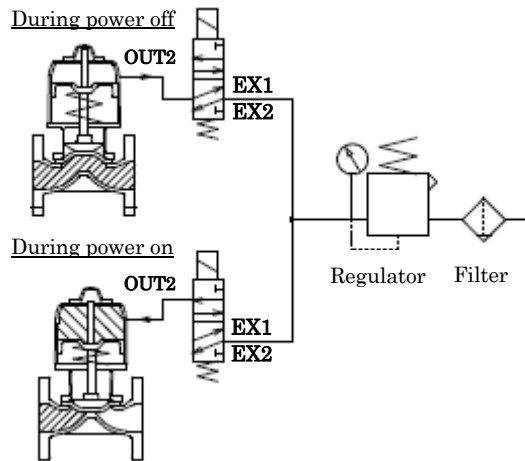 During power off
OUT2
EX1
EX2
Regulator
Filter
During power on
OUT2
EX1
EX2